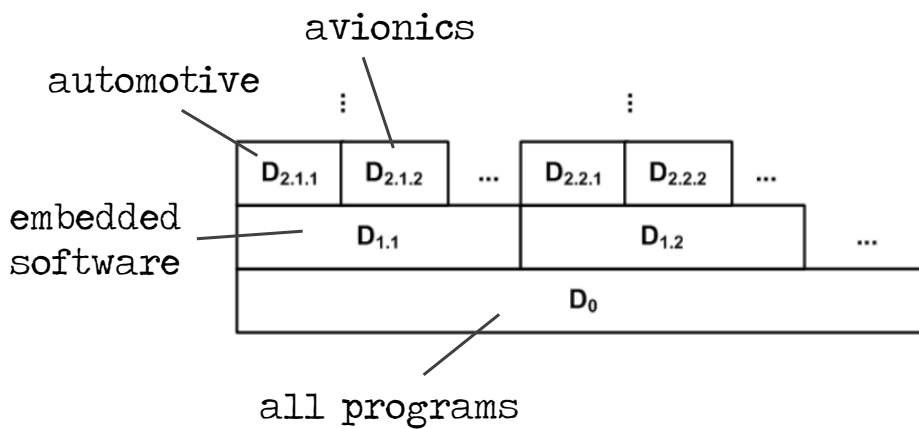 avionics
automotive
⋮ ⋮
D₂.₁.₁ D₂.₁.₂ ... D₂.₂.₁ D₂.₂.₂ ...
embedded
software
D₁.₁ D₁.₂ ...
D₀
all programs